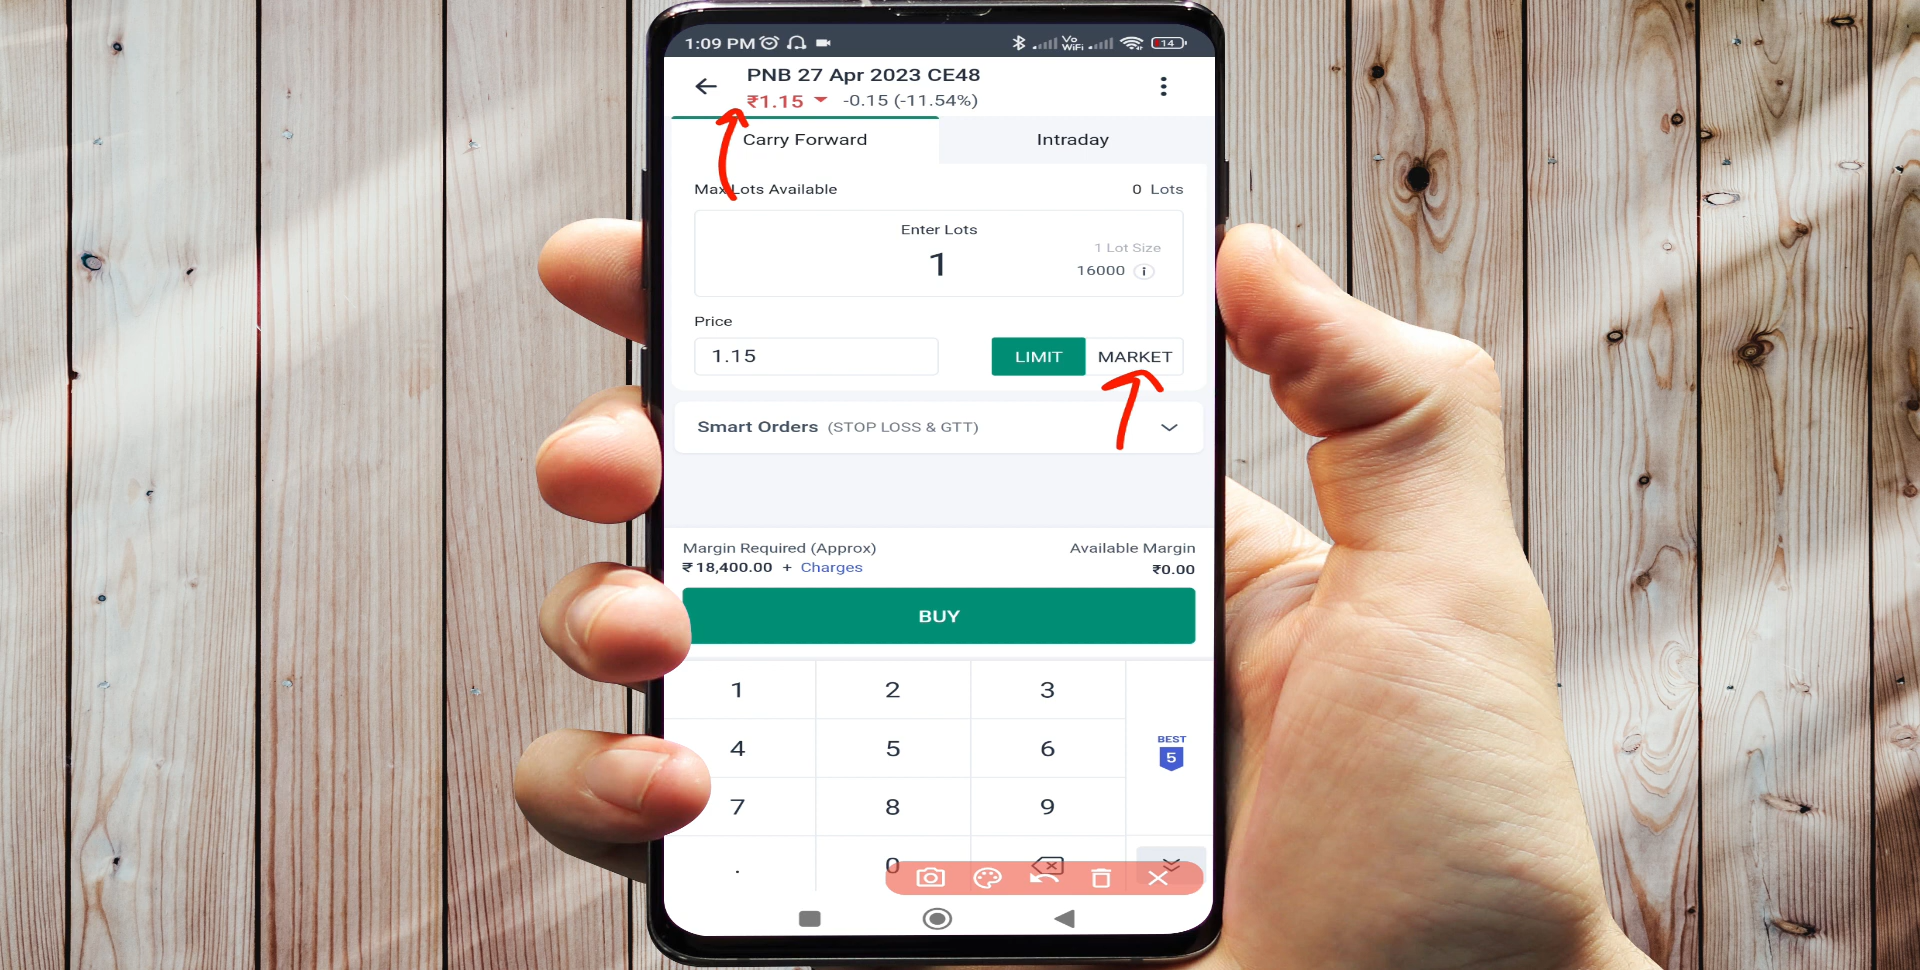 1:09 PM
Vo
WiFi
14
PNB 27 Apr 2023 CE48
₹1.15 -0.15 (-11.54%)
Carry Forward Intraday
Max Lots Available 0 Lots
Enter Lots
1
1 Lot Size
16000
Price
1.15 LIMIT MARKET
Smart Orders (STOP LOSS & GTT)
Margin Required (Approx) Available Margin
₹18,400.00 + Charges ₹0.00
BUY
1 2 3
4 5 6
BEST
5
7 8 9
. 0